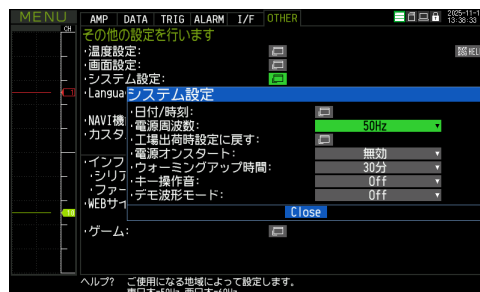 MENU AMP DATA TRIG ALARM I/F OTHER
13:38:33
CH
その他の設定を行います
・温度設定:
・画面設定:
・システム設定:
・Langua
システム設定
・日付/時刻:
・電源周波数: 50Hz
・工場出荷時設定に戻す:
・電源オンスタート: 無効
・ウォーミングアップ時間: 30分
・キー操作音: Off
・デモ波形モード: Off
Close
・NAVI機
・カスタ
・インフ
・シリア
・ファー
・WEBサイ
10
・ゲーム:
ヘルプ? ご使用になる地域によって設定します。